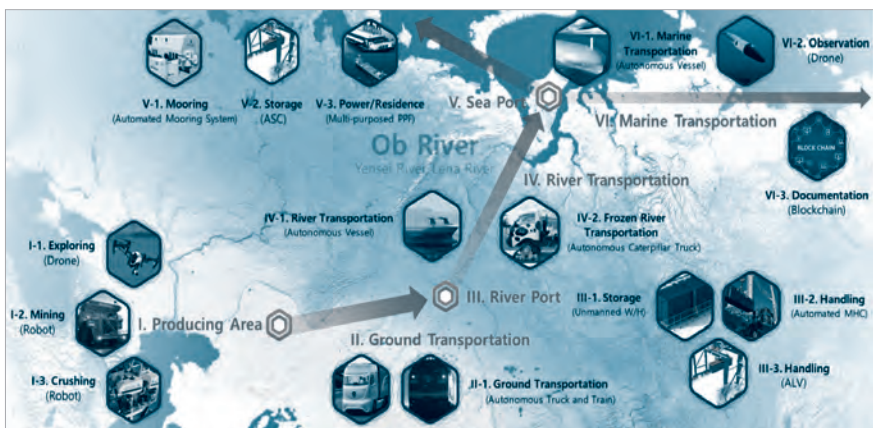 V-1. Mooring
(Automated Mooring System)
V-2. Storage
(ASC)
V-3. Power/Residence
(Multi-purposed PPF)
V. Sea Port
VI-1. Marine
Transportation
(Autonomous Vessel)
VI-2. Observation
(Drone)
VI. Marine Transportation
BLOCK CHAIN
VI-3. Documentation
(Blockchain)
Ob River
Yensei River, Lena River
IV. River Transportation
IV-1. River Transportation
(Autonomous Vessel)
IV-2. Frozen River
Transportation
(Autonomous Caterpillar Truck)
I-1. Exploring
(Drone)
I-2. Mining
(Robot)
I-3. Crushing
(Robot)
I. Producing Area
II. Ground Transportation
II-1. Ground Transportation
(Autonomous Truck and Train)
III. River Port
III-1. Storage
(Unmanned W/H)
III-2. Handling
(Automated MHC)
III-3. Handling
(ALV)